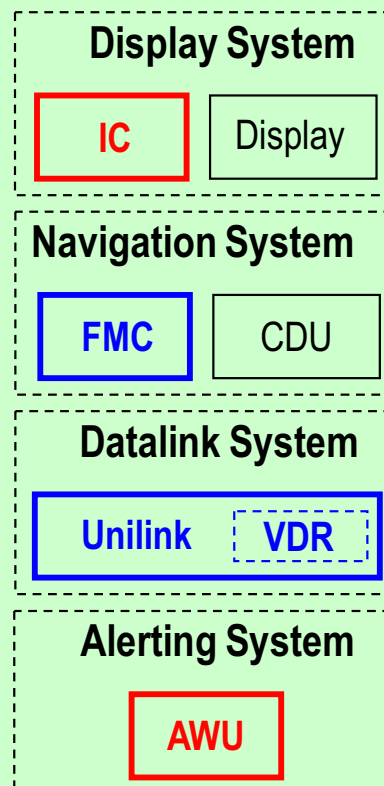 Display System
IC Display
Navigation System
FMC CDU
Datalink System
Unilink VDR
Alerting System
AWU